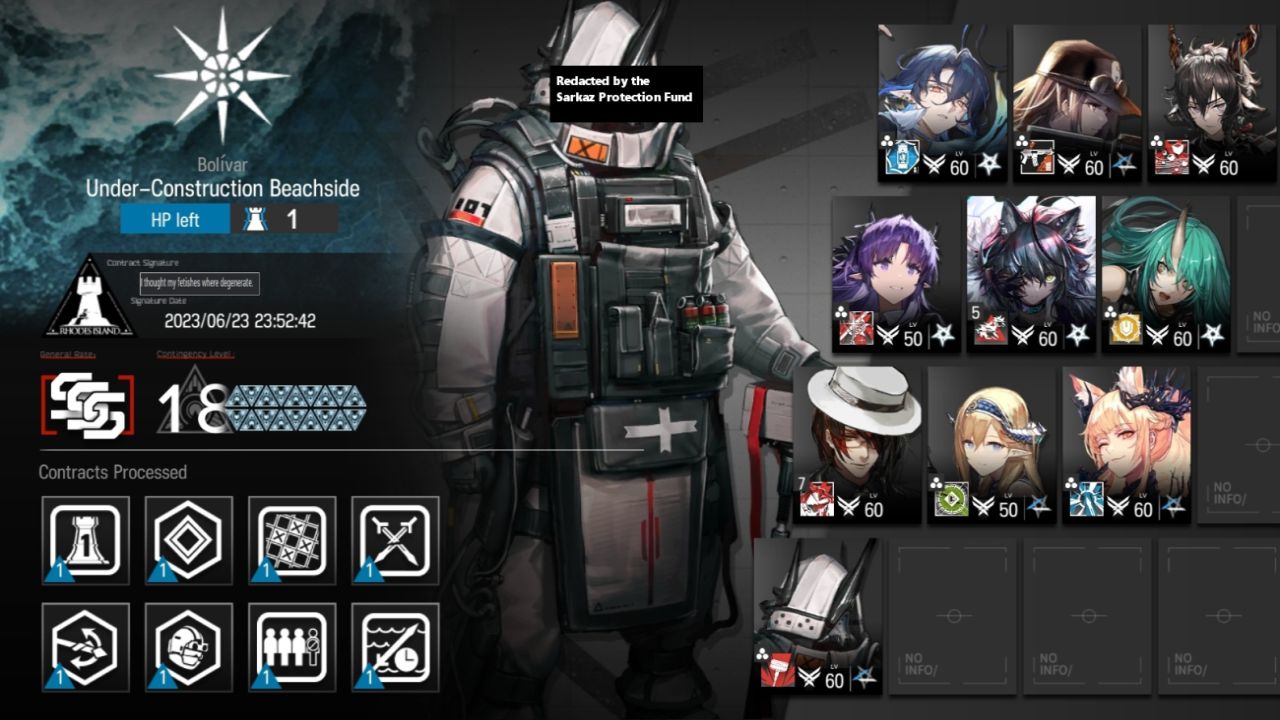 Bolívar
Under-Construction Beachside
HP left 1
Contract Signature
I thought my fetishes where degenerate.
Signature Date
2023/06/23 23:52:42
RHODES ISLAND
General Rate:
Contingency Level:
18
Contracts Processed
1
1
1
1
1
1
1
1
1
Redacted by the
Sarkaz Protection Fund
107
LV
60
LV
60
LV
60
LV
50
5
LV
60
LV
60
NO
INFO/
7
LV
60
LV
50
LV
60
NO
INFO/
LV
60
NO
INFO/
NO
INFO/
NO
INFO/